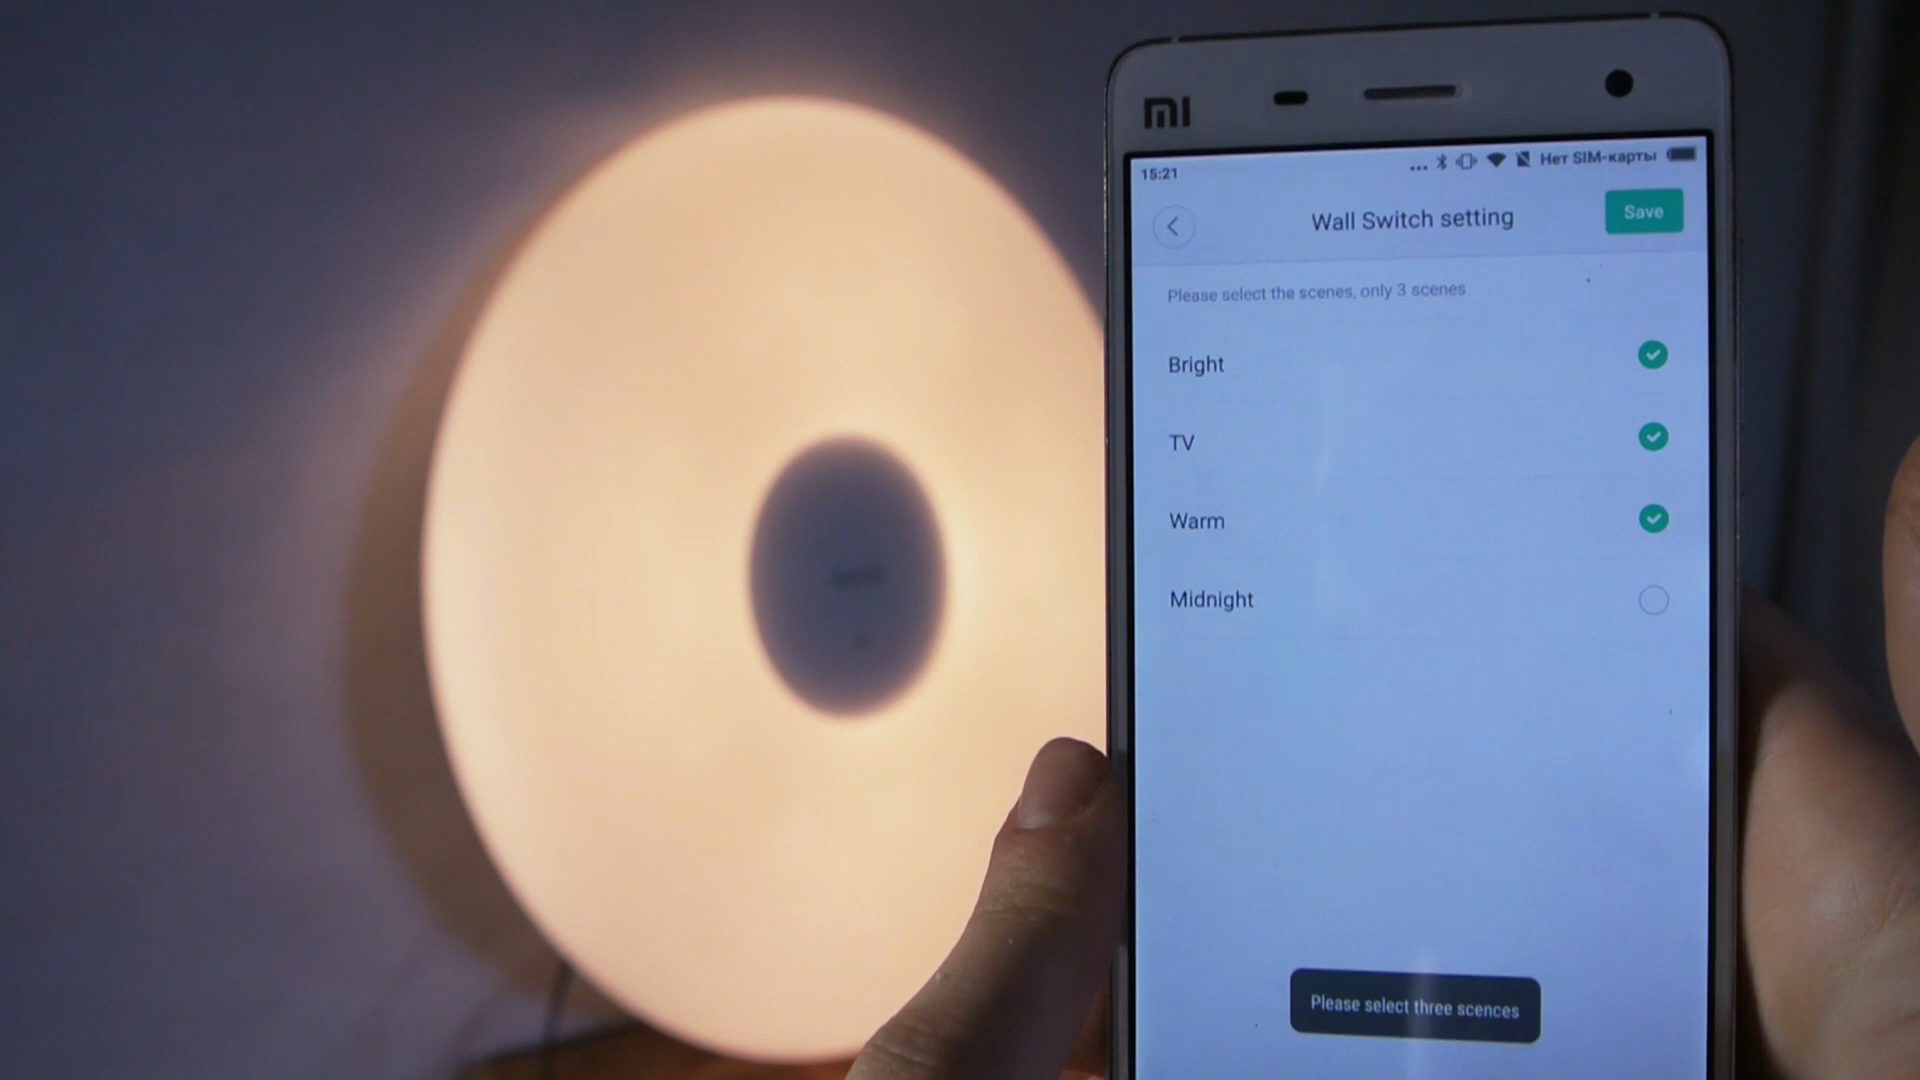 mi
15:21
... Нет SIM-карты
Wall Switch setting
Save
Please select the scenes, only 3 scenes
Bright
TV
Warm
Midnight
Please select three scences